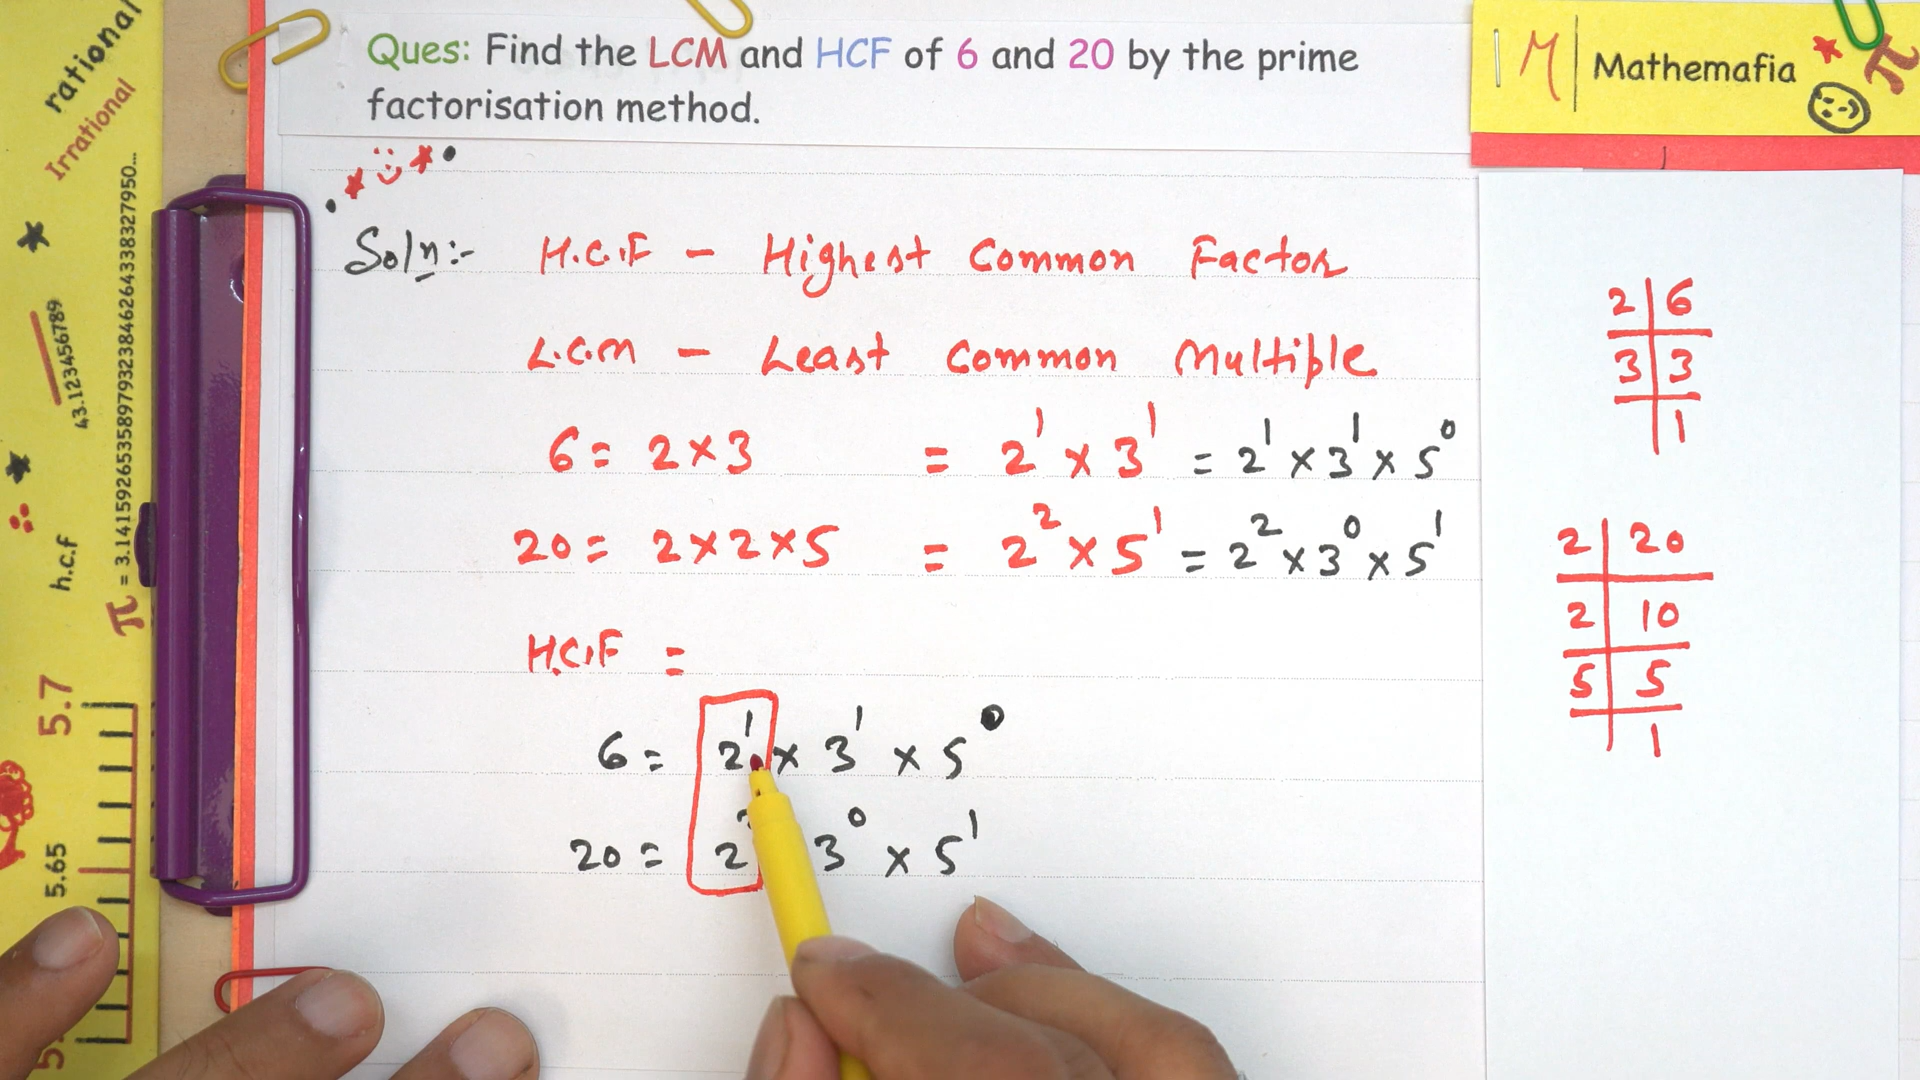 Ques: Find the LCM and HCF of 6 and 20 by the prime
factorisation method.
M | Mathemafia π
rational
Irrational
π = 3.14159265358979323846264338327950...
43.123456789
h.c.f
5.7
5.65
Soln:- H.C.F - Highest Common Factor
L.C.M - Least Common Multiple
6 = 2 × 3 = 2¹ × 3¹ = 2¹ × 3¹ × 5⁰
20 = 2 × 2 × 5 = 2² × 5¹ = 2² × 3⁰ × 5¹
H.C.F =
6 = 2¹ × 3¹ × 5⁰
20 = 2 3⁰ × 5¹
2 | 6
3 | 3
1
2 | 20
2 | 10
5 | 5
1